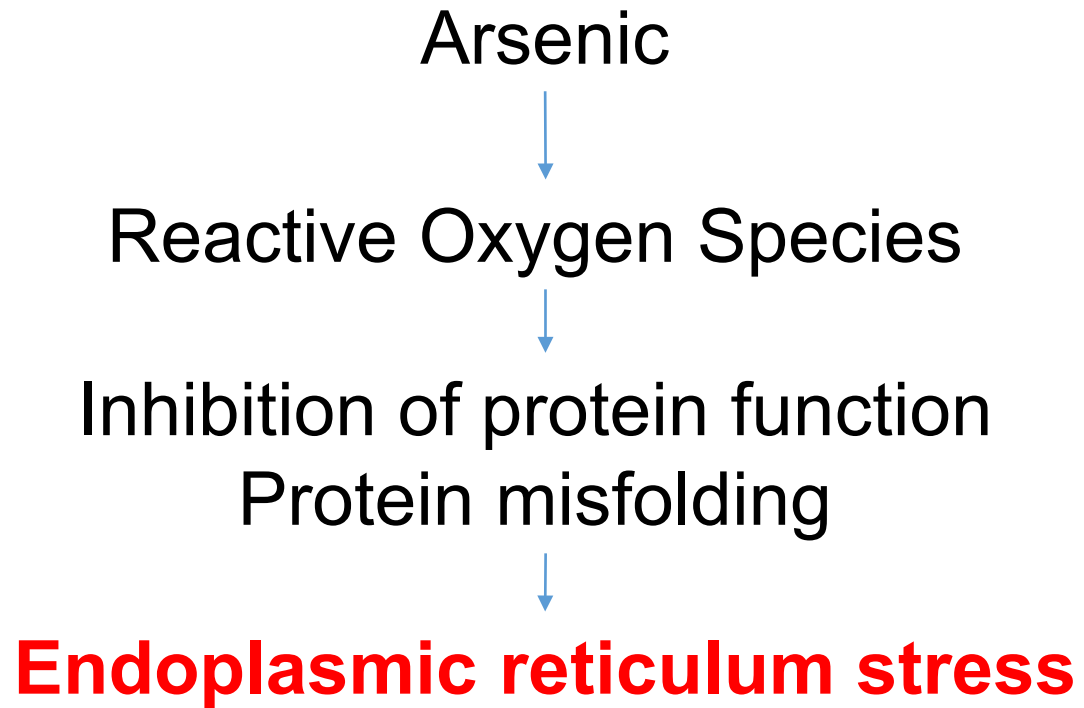 Arsenic
Reactive Oxygen Species
Inhibition of protein function
Protein misfolding
Endoplasmic reticulum stress